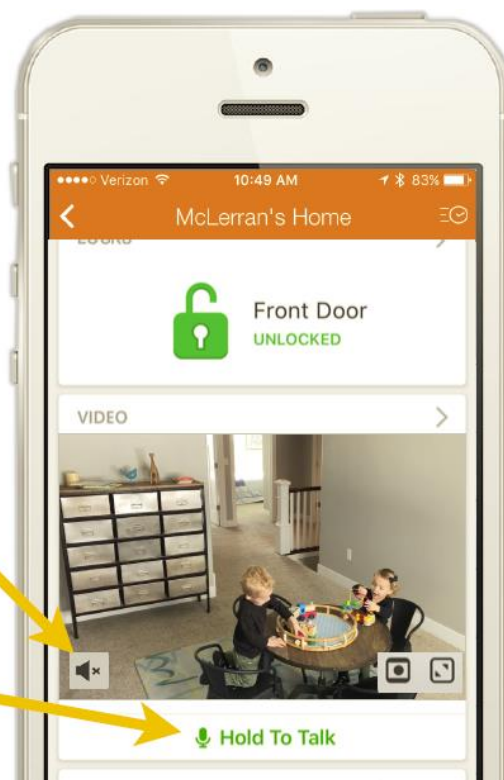 Verizon 10:49 AM 83%
McLerran's Home
Front Door
UNLOCKED
VIDEO
Hold To Talk